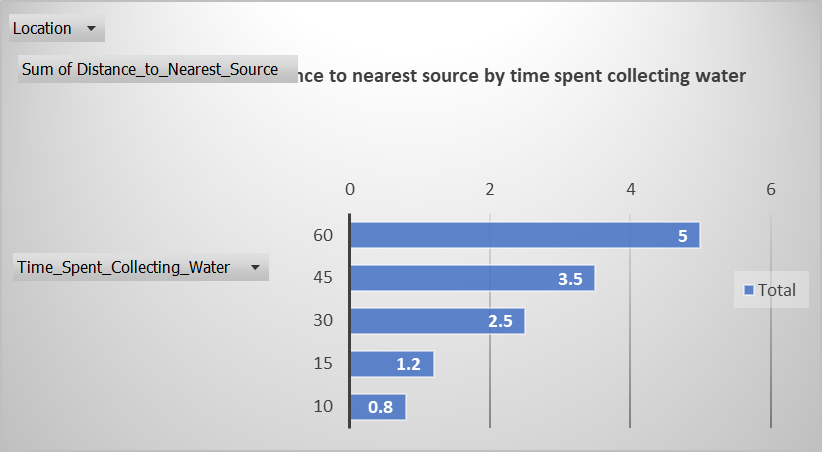 Location
Sum of Distance_to_Nearest_Source
to nearest source by time spent collecting water
0 2 4 6
60 5
45 3.5
Time_Spent_Collecting_Water
30 2.5
15 1.2
10 0.8
Total